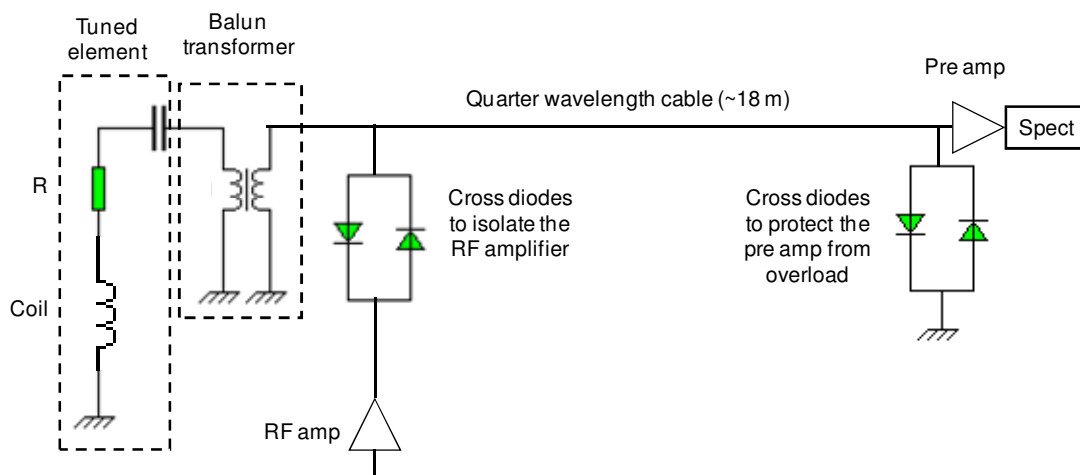 Tuned
element
Balun
transformer
Pre amp
Quarter wavelength cable (~18 m)
Spect
R
Cross diodes
to isolate the
RF amplifier
Cross diodes
to protect the
pre amp from
overload
Coil
RF amp